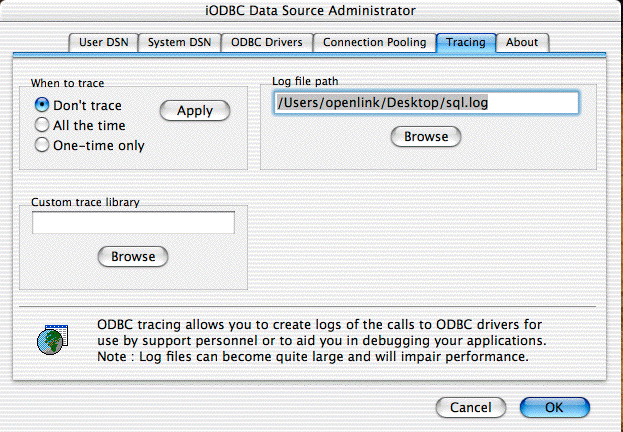 iODBC Data Source Administrator
User DSN System DSN ODBC Drivers Connection Pooling Tracing About
When to trace
Don't trace
All the time
One-time only
Apply
Log file path
/Users/openlink/Desktop/sql.log
Browse
Custom trace library
Browse
ODBC tracing allows you to create logs of the calls to ODBC drivers for
use by support personnel or to aid you in debugging your applications.
Note : Log files can become quite large and will impair performance.
Cancel OK